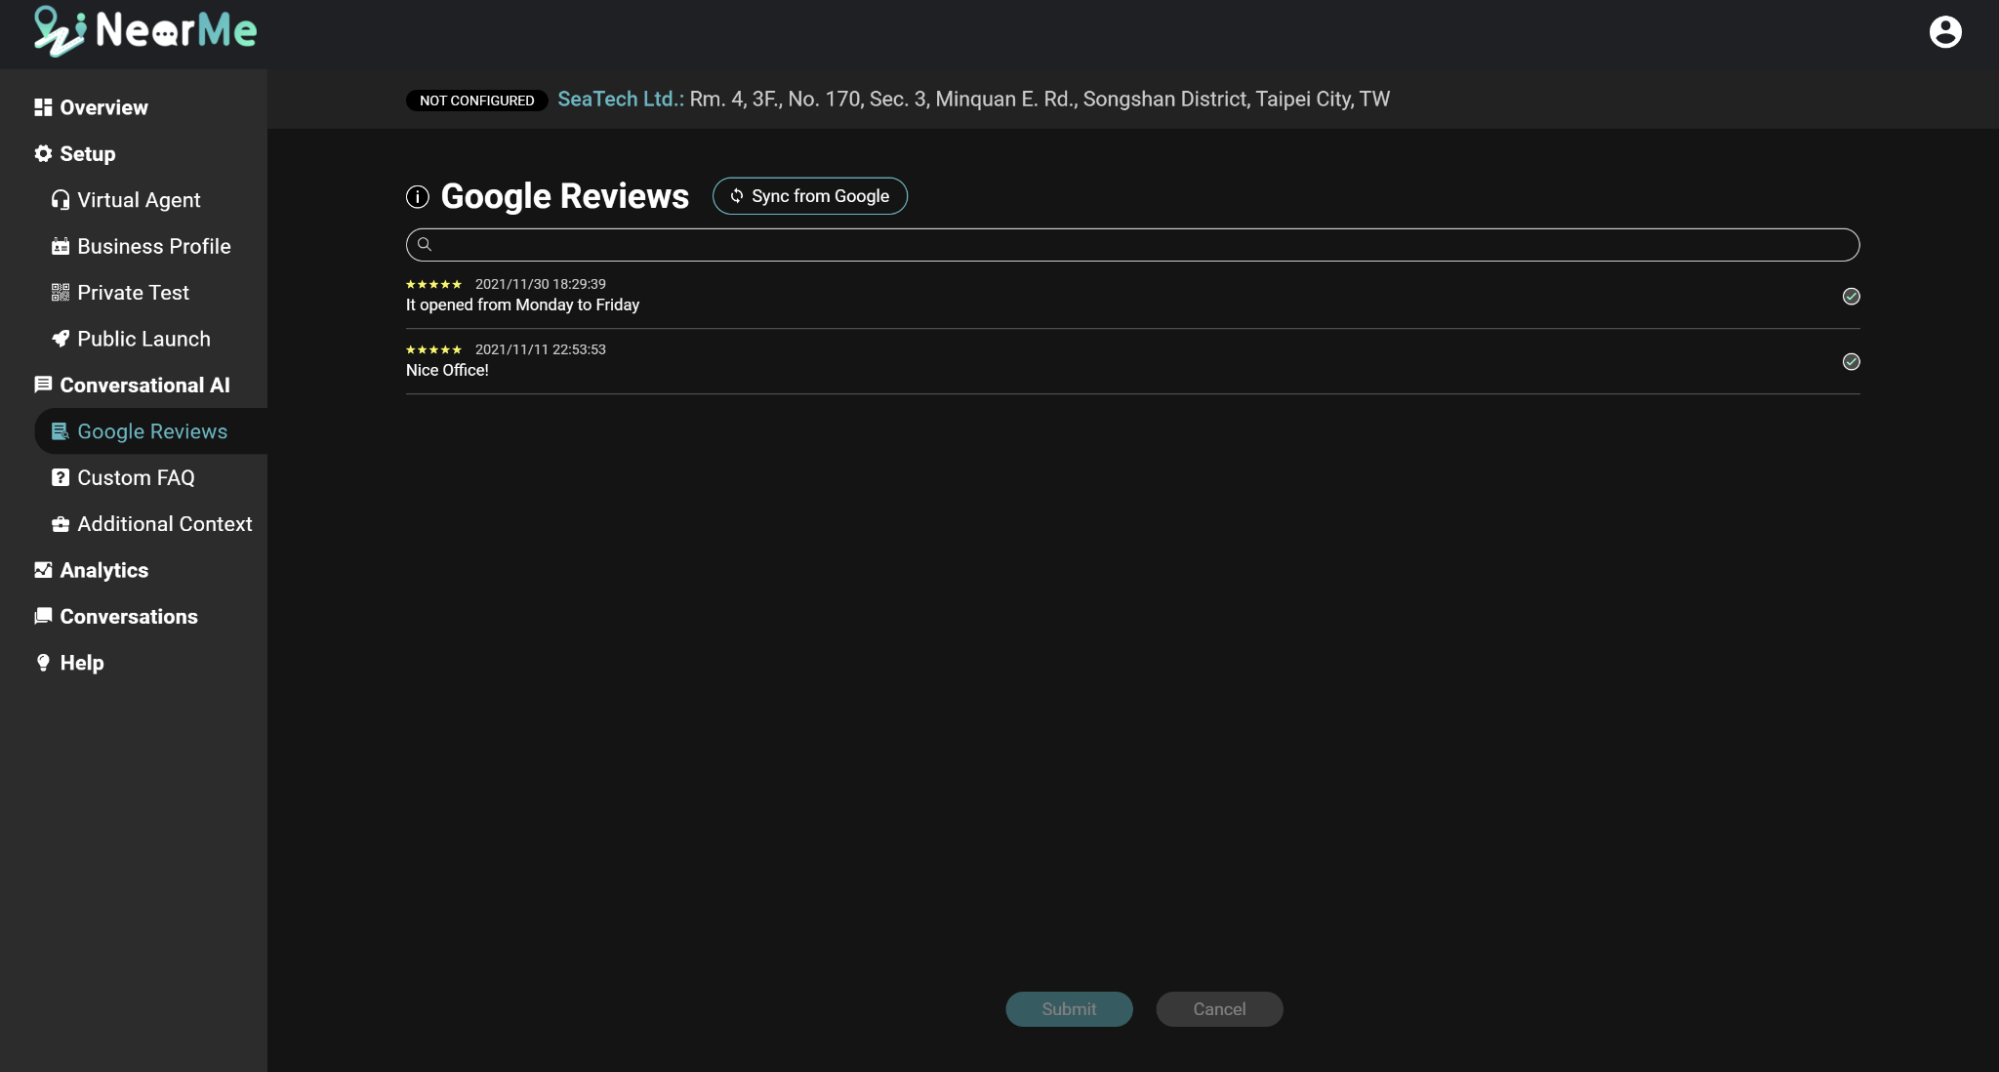 NearMe
NOT CONFIGURED SeaTech Ltd.: Rm. 4, 3F., No. 170, Sec. 3, Minquan E. Rd., Songshan District, Taipei City, TW
Overview
Setup
Virtual Agent
Business Profile
Private Test
Public Launch
Conversational AI
Google Reviews
Custom FAQ
Additional Context
Analytics
Conversations
Help
Google Reviews Sync from Google
2021/11/30 18:29:39
It opened from Monday to Friday
2021/11/11 22:53:53
Nice Office!
Submit Cancel